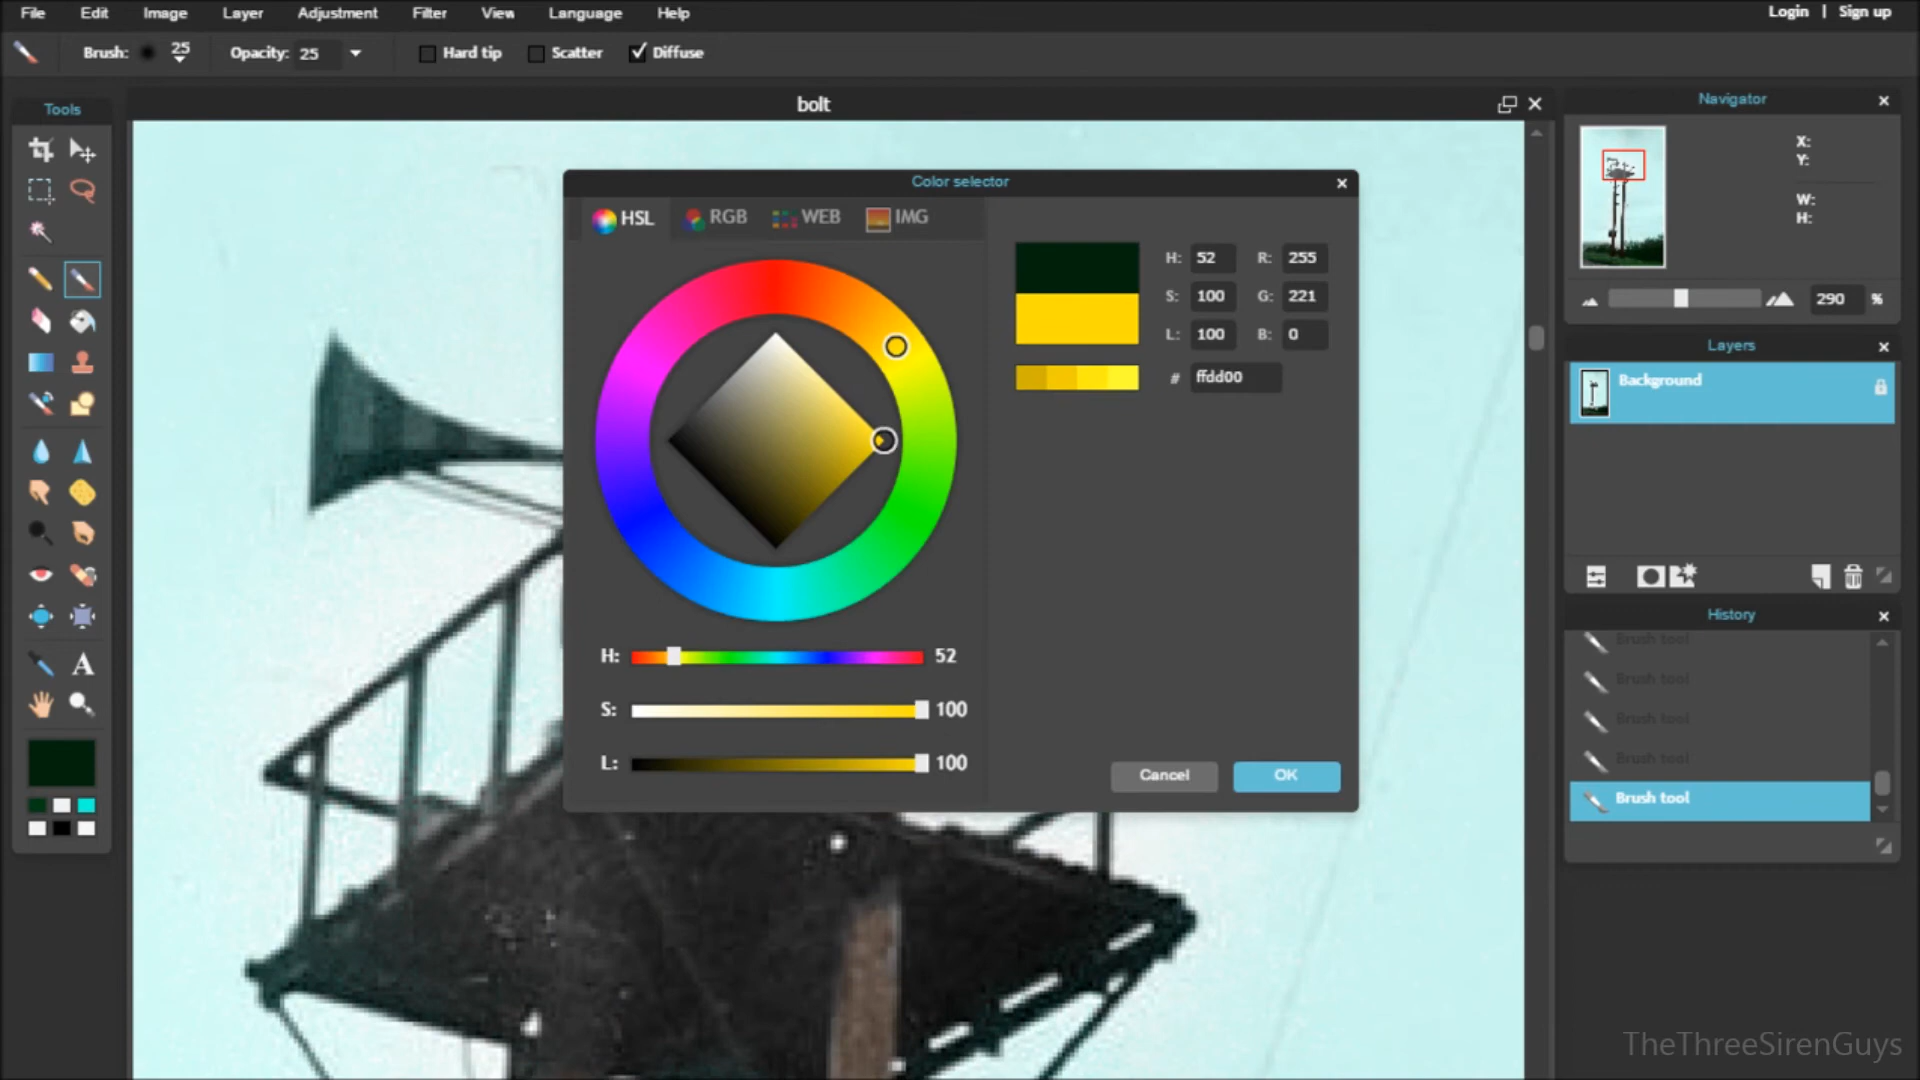 File Edit Image Layer Adjustment Filter View Language Help Login | Sign up
Brush: 25 Opacity: 25 Hard tip Scatter Diffuse
Tools
bolt
Navigator
X:
Y:
W:
H:
290 %
Color selector
HSL RGB WEB IMG
H: 52 R: 255
S: 100 G: 221
L: 100 B: 0
# ffdd00
H: 52
S: 100
L: 100
Cancel OK
Layers
Background
History
Brush tool
Brush tool
Brush tool
Brush tool
Brush tool
A
TheThreeSirenGuys